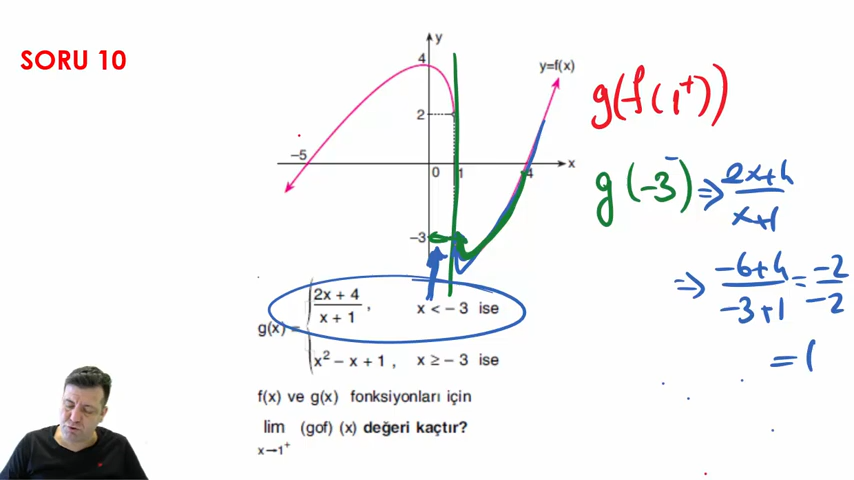 SORU 10
y
4
y=f(x)
2
−5
0
1
4
x
−3
g(f(1⁺))
g(-3⁻) ⇒ 2x+4 / x+1
⇒ -6+4 / -3+1 = -2 / -2
= 1
g(x) =
2x + 4 / x + 1 , x < − 3 ise
x² − x + 1 , x ≥ − 3 ise
f(x) ve g(x) fonksiyonları için
lim (gof) (x) değeri kaçtır?
x→1⁺